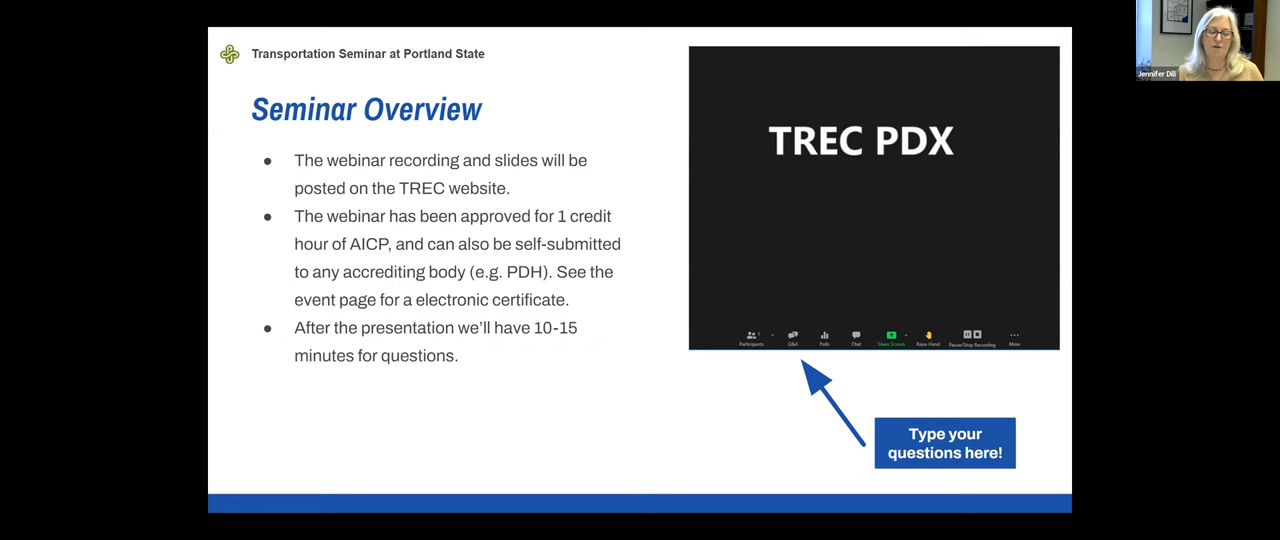 Transportation Seminar at Portland State
Seminar Overview
● The webinar recording and slides will be
posted on the TREC website.
● The webinar has been approved for 1 credit
hour of AICP, and can also be self-submitted
to any accrediting body (e.g. PDH). See the
event page for a electronic certificate.
● After the presentation we’ll have 10-15
minutes for questions.
TREC PDX
Participants Q&A Polls Chat Share Screen Raise Hand Pause/Stop Recording More
Type your
questions here!
Jennifer Dill